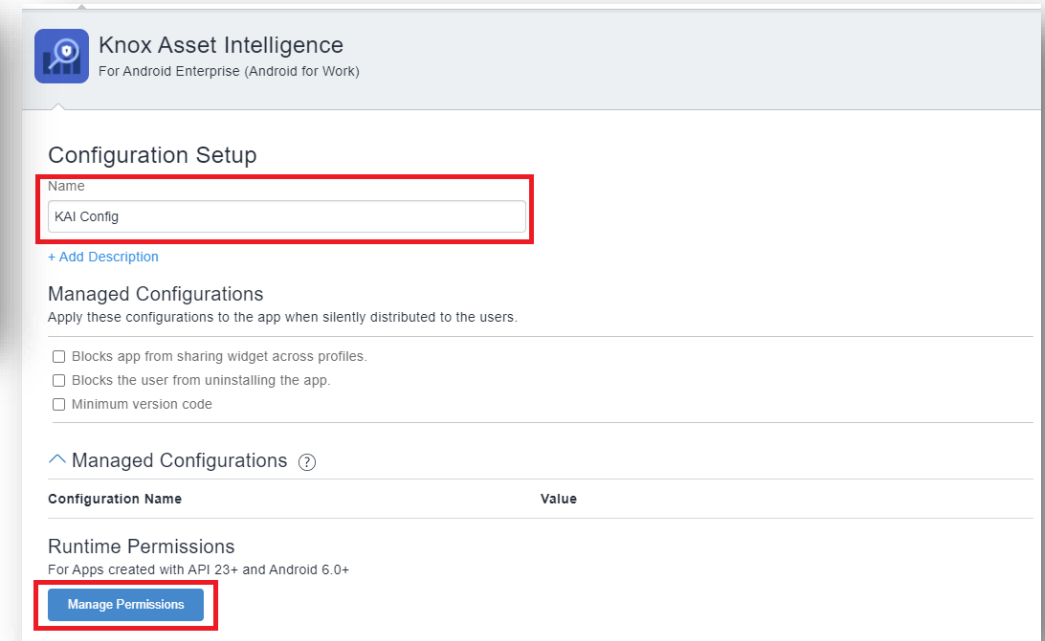 Knox Asset Intelligence
For Android Enterprise (Android for Work)
Configuration Setup
Name
KAI Config
+ Add Description
Managed Configurations
Apply these configurations to the app when silently distributed to the users.
Blocks app from sharing widget across profiles.
Blocks the user from uninstalling the app.
Minimum version code
Managed Configurations ?
Configuration Name Value
Runtime Permissions
For Apps created with API 23+ and Android 6.0+
Manage Permissions